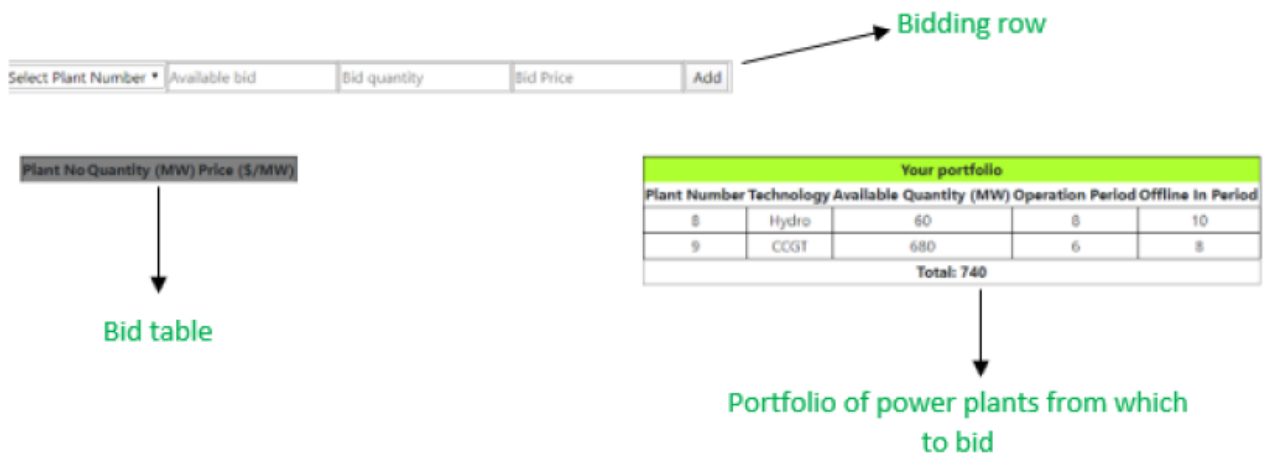 Bidding row
Select Plant Number Available bid Bid quantity Bid Price Add
Plant No Quantity (MW) Price ($/MW)
Your portfolio
Plant Number Technology Available Quantity (MW) Operation Period Offline In Period
8 Hydro 60 8 10
9 CCGT 680 6 8
Total: 740
Bid table
Portfolio of power plants from which
to bid